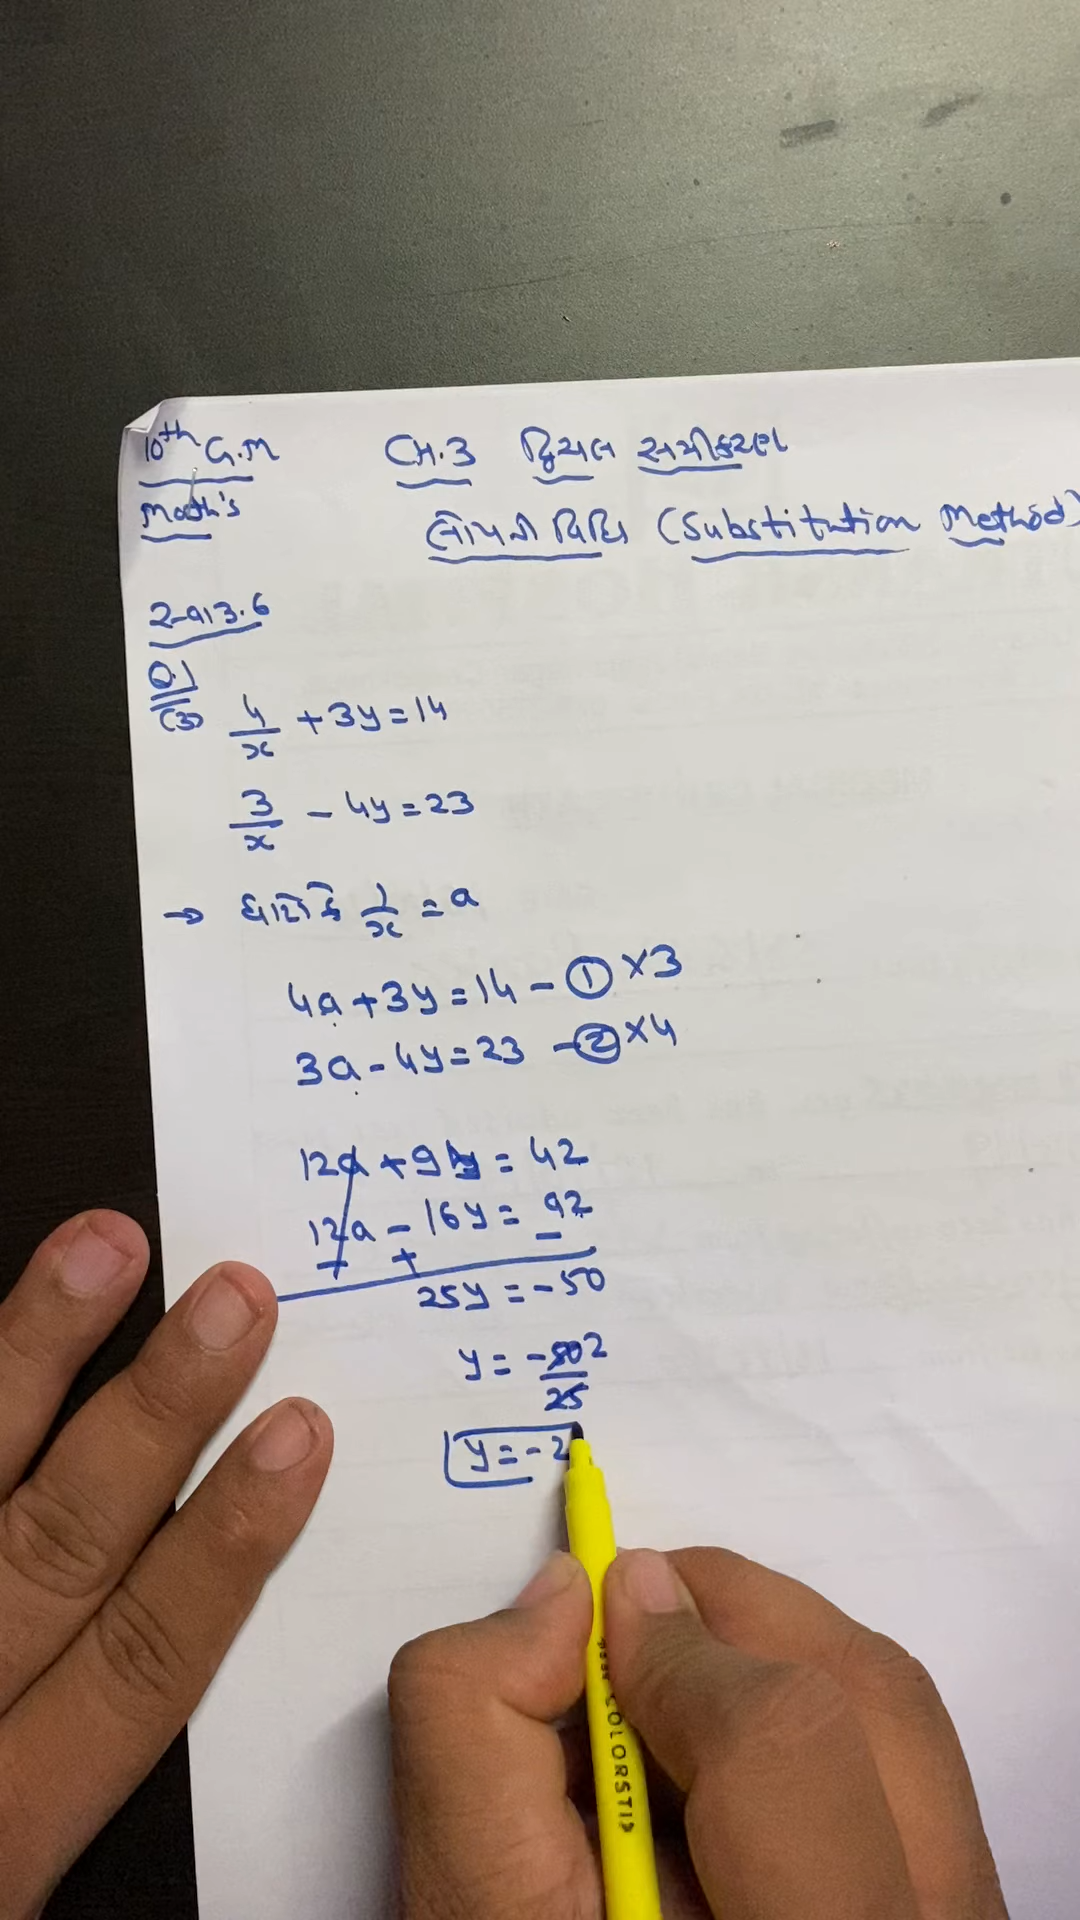 10th G.M CH.3 દ્વિચલ સમીકરણ
Math's લોપની વિધિ (Substitution Method)
સ્વા 3.6
Q.1
(3) 4/x + 3y = 14
3/x - 4y = 23
→ ધારોકે 1/x = a
4a + 3y = 14 - ① ×3
3a - 4y = 23 - ② ×4
12a + 9y = 42
12a - 16y = 92
- + -
25y = -50
y = -50 2
25
y = -2
COLORSTIX